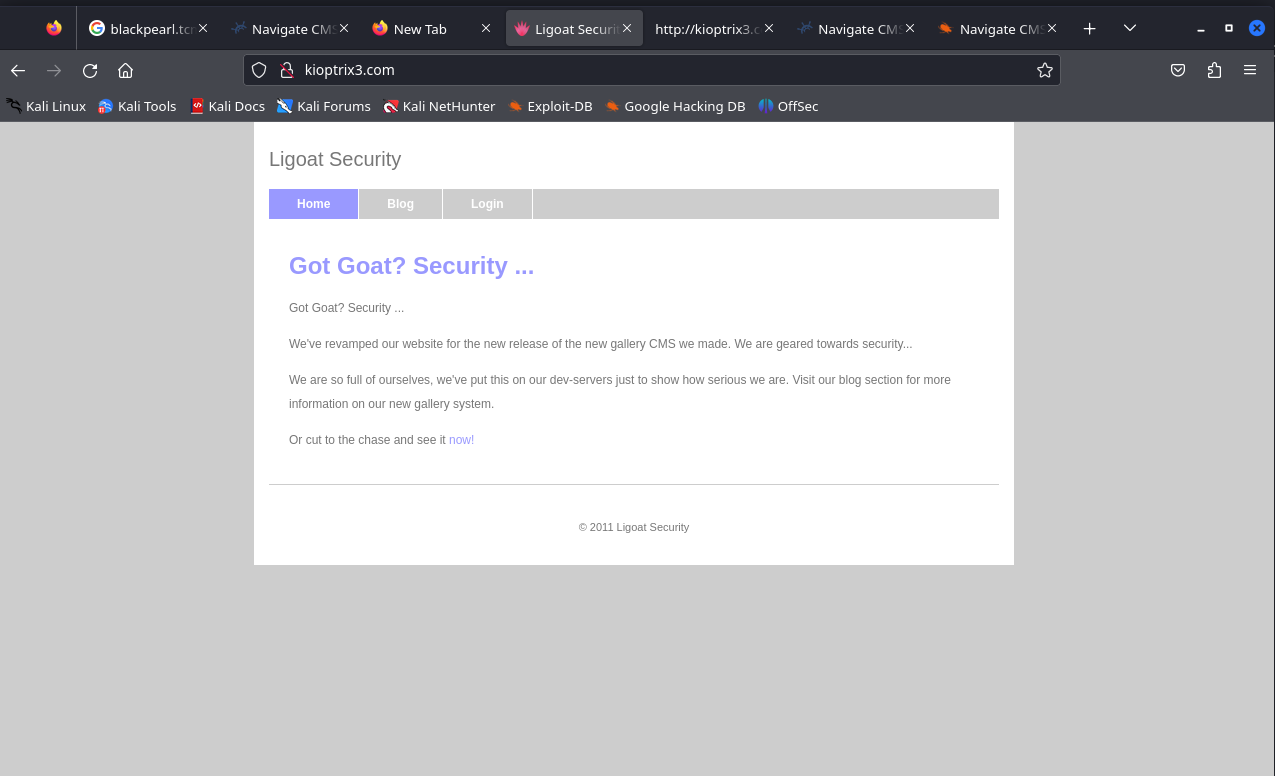 blackpearl.tcm
Navigate CMS
New Tab
Ligoat Securit
http://kioptrix3.c
Navigate CMS
Navigate CMS
kioptrix3.com
Kali Linux
Kali Tools
Kali Docs
Kali Forums
Kali NetHunter
Exploit-DB
Google Hacking DB
OffSec
Ligoat Security
Home
Blog
Login
Got Goat? Security ...
Got Goat? Security ...
We've revamped our website for the new release of the new gallery CMS we made. We are geared towards security...
We are so full of ourselves, we've put this on our dev-servers just to show how serious we are. Visit our blog section for more
information on our new gallery system.
Or cut to the chase and see it now!
© 2011 Ligoat Security